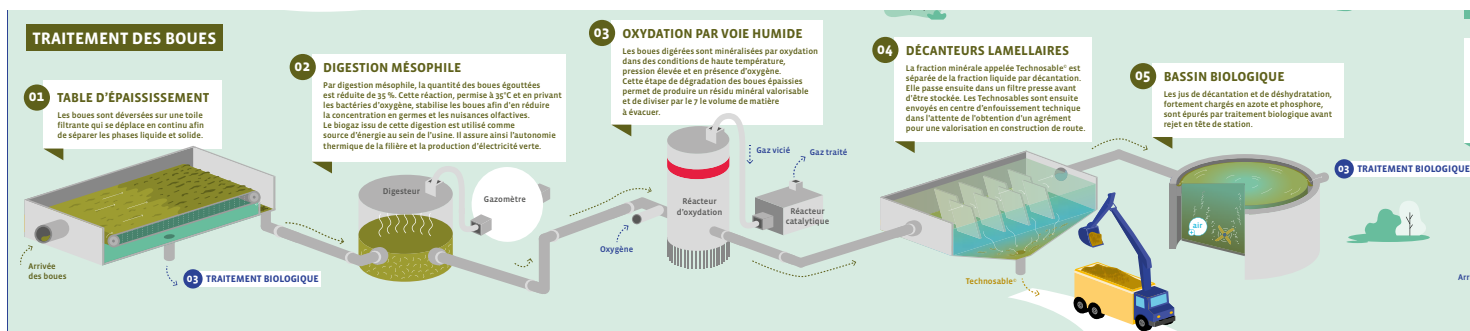 TRAITEMENT DES BOUES
01 TABLE D'ÉPAISSISSEMENT
Les boues sont déversées sur une toile
filtrante qui se déplace en continu afin
de séparer les phases liquide et solide.
Arrivée
des boues
03 TRAITEMENT BIOLOGIQUE
02 DIGESTION MÉSOPHILE
Par digestion mésophile, la quantité des boues égouttées
est réduite de 35 %. Cette réaction, permise à 35°C et en privant
les bactéries d'oxygène, stabilise les boues afin d'en réduire
la concentration en germes et les nuisances olfactives.
Le biogaz issu de cette digestion est utilisé comme
source d'énergie au sein de l'usine. Il assure ainsi l'autonomie
thermique de la filière et la production d'électricité verte.
Digesteur
Gazomètre
03 OXYDATION PAR VOIE HUMIDE
Les boues digérées sont minéralisées par oxydation
dans des conditions de haute température,
pression élevée et en présence d'oxygène.
Cette étape de dégradation des boues épaissies
permet de produire un résidu minéral valorisable
et de diviser par le 7 le volume de matière
à évacuer.
Gaz vicié
Gaz traité
Réacteur
d'oxydation
Réacteur
catalytique
Oxygène
04 DÉCANTEURS LAMELLAIRES
La fraction minérale appelée Technosable© est
séparée de la fraction liquide par décantation.
Elle passe ensuite dans un filtre presse avant
d'être stockée. Les Technosables sont ensuite
envoyés en centre d'enfouissement technique
dans l'attente de l'obtention d'un agrément
pour une valorisation en construction de route.
Technosable©
05 BASSIN BIOLOGIQUE
Les jus de décantation et de déshydratation,
fortement chargés en azote et phosphore,
sont épurés par traitement biologique avant
rejet en tête de station.
air
03 TRAITEMENT BIOLOGIQUE
Arr